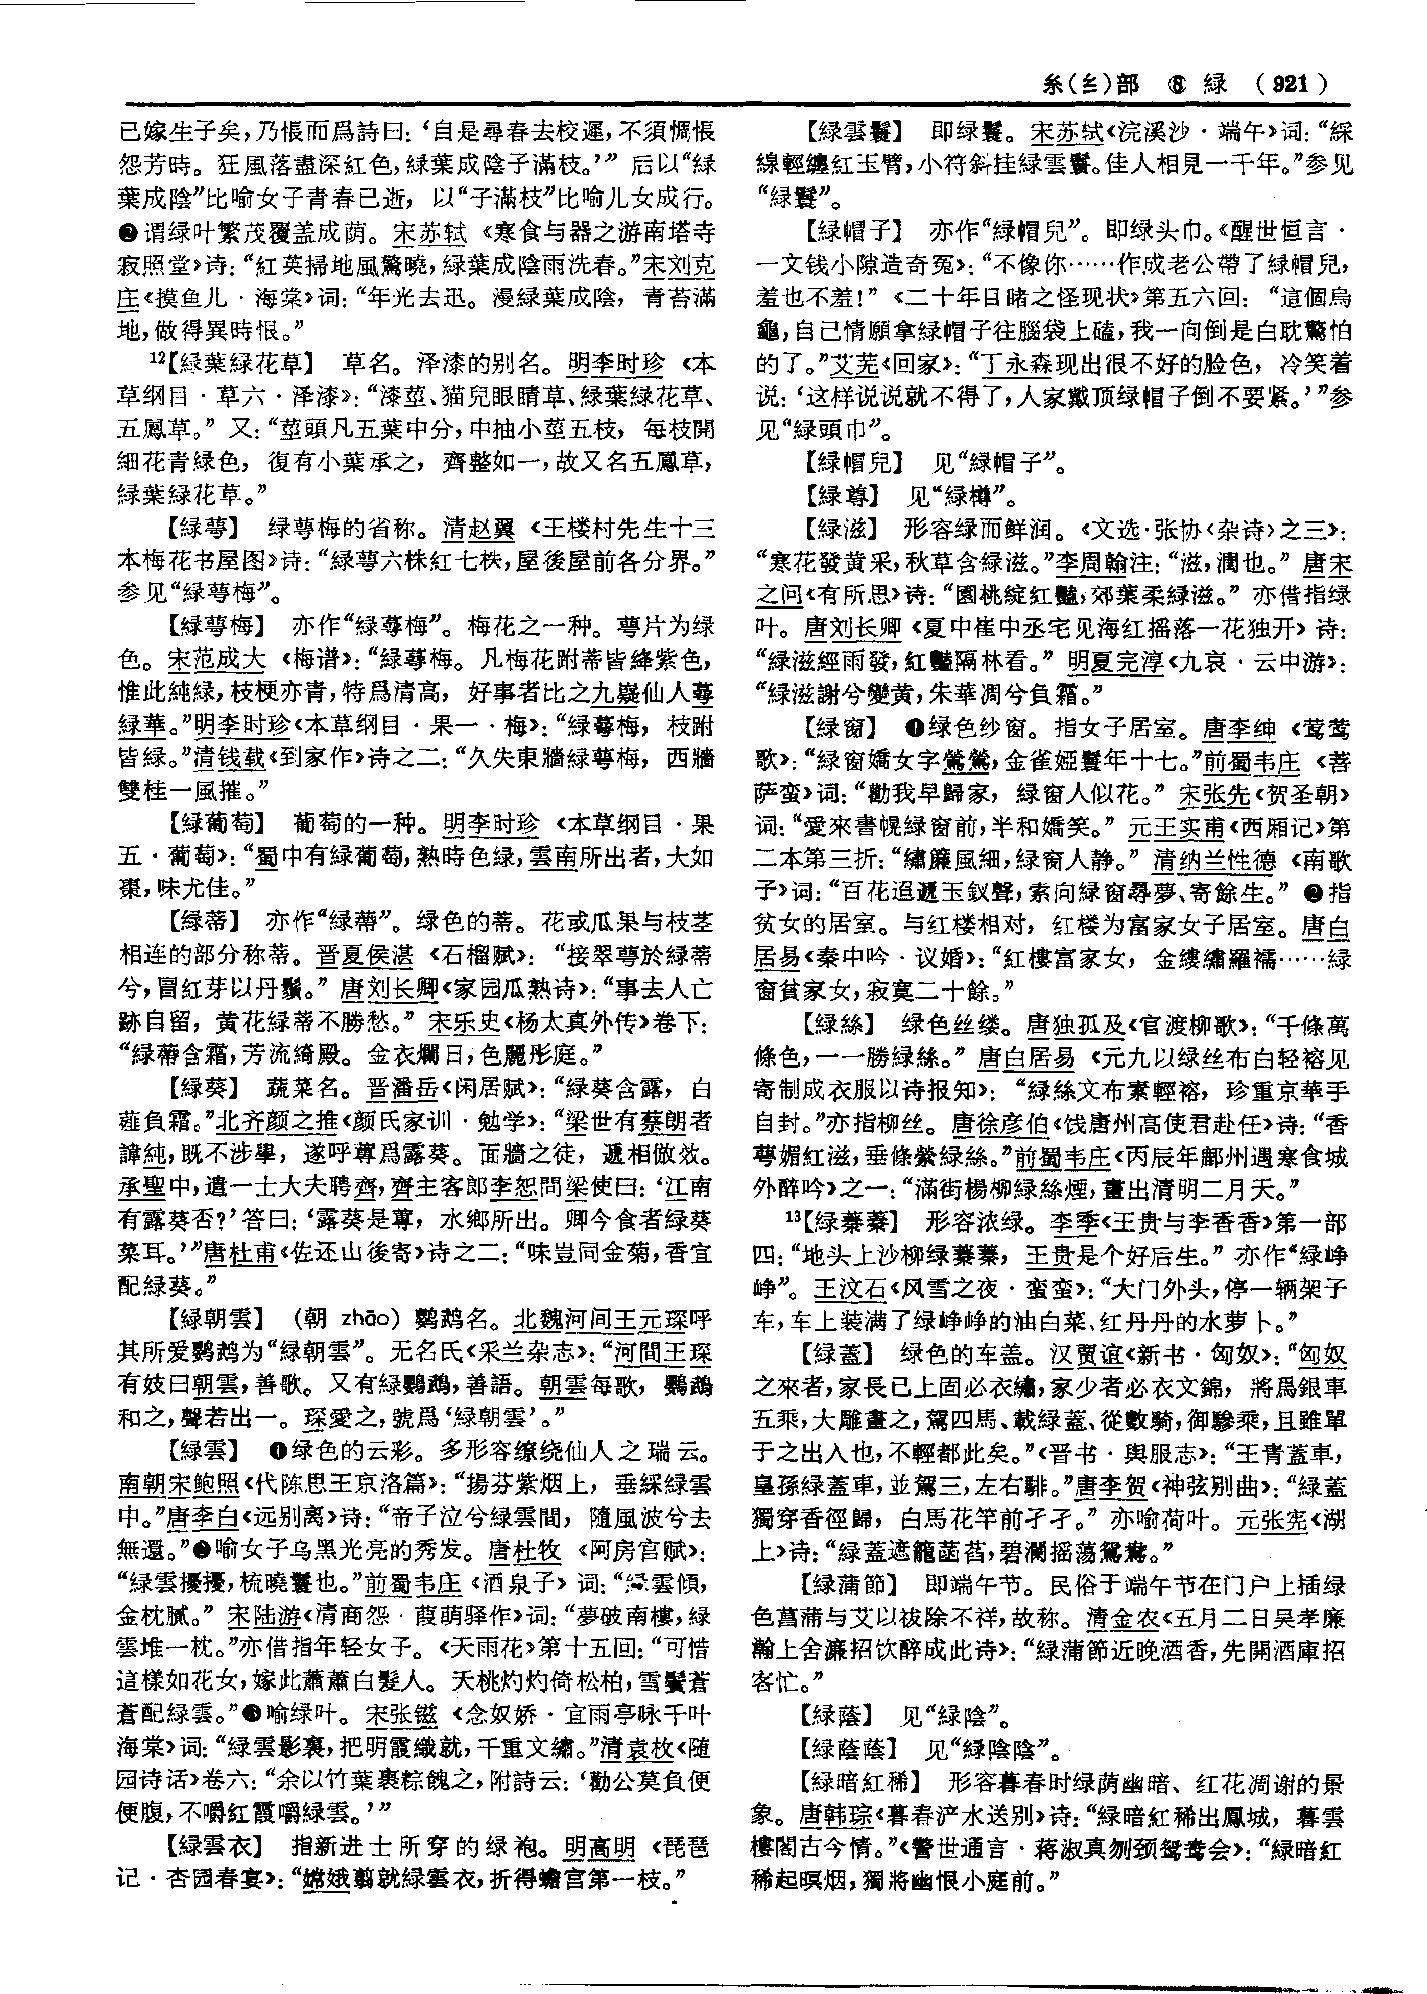 糸(糹)部 ⑧ 緑 (921)
己嫁生子矣，乃悵而爲詩曰：‘自是尋春去校遲，不須惆悵
怨芳時。狂風落盡深紅色，緑葉成陰子滿枝。’” 后以“緑
葉成陰”比喻女子青春已逝，以“子滿枝”比喻儿女成行。
❷谓绿叶繁茂覆盖成荫。宋苏轼《寒食与器之游南塔寺
寂照堂》诗：“紅英掃地風驚曉，緑葉成陰雨洗春。”宋刘克
庄《摸鱼儿·海棠》词：“年光去迅。漫緑葉成陰，青苔滿
地，做得異時恨。”
¹²【緑葉緑花草】 草名。泽漆的别名。明李时珍《本
草纲目·草六·泽漆》：“漆莖、猫兒眼睛草、緑葉緑花草、
五鳳草。”又：“莖頭凡五葉中分，中抽小莖五枝，每枝開
細花青緑色，復有小葉承之，齊整如一，故又名五鳳草，
緑葉緑花草。”
【緑萼】 绿萼梅的省称。清赵翼《王楼村先生十三
本梅花书屋图》诗：“緑萼六株紅七株，屋後屋前各分界。”
参见“緑萼梅”。
【緑萼梅】 亦作“緑蕚梅”。梅花之一种。萼片为绿
色。宋范成大《梅谱》：“緑蕚梅。凡梅花跗蒂皆絳紫色，
惟此純緑，枝梗亦青，特爲清高，好事者比之九嶷仙人蕚
緑華。”明李时珍《本草纲目·果一·梅》：“緑蕚梅，枝跗
皆緑。”清钱载《到家作》诗之二：“久失東牆緑萼梅，西牆
雙桂一風摧。”
【緑葡萄】 葡萄的一种。明李时珍《本草纲目·果
五·葡萄》：“蜀中有緑葡萄，熟時色緑，雲南所出者，大如
棗，味尤佳。”
【緑蒂】 亦作“緑蔕”。绿色的蒂。花或瓜果与枝茎
相连的部分称蒂。晋夏侯湛《石榴赋》：“接翠萼於緑蒂
兮，冒紅芽以丹鬚。” 唐刘长卿《家园瓜熟诗》：“事去人亡
跡自留，黄花緑蒂不勝愁。” 宋乐史《杨太真外传》卷下：
“緑蔕含霜，芳流綺殿。金衣爛日，色麗彤庭。”
【緑葵】 蔬菜名。晋潘岳《闲居赋》：“緑葵含露，白
薤負霜。”北齐颜之推《颜氏家训·勉学》：“梁世有蔡朗者
諱純，既不涉學，遂呼蓴爲露葵。面牆之徒，遞相倣效。
承聖中，遣一士大夫聘齊，齊主客郎李恕問梁使曰：‘江南
有露葵否？’答曰：‘露葵是蓴，水鄉所出。卿今食者緑葵
菜耳。’”唐杜甫《佐还山後寄》诗之二：“味豈同金菊，香宜
配緑葵。”
【緑朝雲】 (朝 zhāo) 鹦鹉名。北魏河间王元琛呼
其所爱鹦鹉为“緑朝雲”。无名氏《采兰杂志》：“河間王琛
有妓曰朝雲，善歌。又有緑鸚鵡，善語。朝雲每歌，鸚鵡
和之，聲若出一。琛愛之，號爲‘緑朝雲’。”
【緑雲】 ❶绿色的云彩。多形容缭绕仙人之瑞云。
南朝宋鲍照《代陈思王京洛篇》：“揚芬紫烟上，垂綵緑雲
中。”唐李白《远别离》诗：“帝子泣兮緑雲間，隨風波兮去
無還。”❷喻女子乌黑光亮的秀发。唐杜牧《阿房宫赋》：
“緑雲擾擾，梳曉鬟也。”前蜀韦庄《酒泉子》词：“緑雲傾，
金枕膩。” 宋陆游《清商怨·葭萌驿作》词：“夢破南樓，緑
雲堆一枕。”亦借指年轻女子。《天雨花》第十五回：“可惜
這樣如花女，嫁此蕭蕭白髮人。夭桃灼灼倚松柏，雪鬢蒼
蒼配緑雲。”❸喻绿叶。宋张镃《念奴娇·宜雨亭咏千叶
海棠》词：“緑雲影裏，把明霞織就，千重文繡。”清袁枚《随
园诗话》卷六：“余以竹葉裹粽餽之，附詩云：‘勸公莫負便
便腹，不嚼紅霞嚼緑雲。’”
【緑雲衣】 指新进士所穿的绿袍。明高明《琵琶
记·杏园春宴》：“嫦娥剪就緑雲衣，折得蟾宫第一枝。”
【緑雲鬟】 即绿鬟。宋苏轼《浣溪沙·端午》词：“綵
線輕纏紅玉臂，小符斜挂緑雲鬟。佳人相見一千年。”参见
“緑鬟”。
【緑帽子】 亦作“緑帽兒”。即绿头巾。《醒世恒言·
一文钱小隙造奇冤》：“不像你……作成老公帶了緑帽兒，
羞也不羞！”《二十年目睹之怪现状》第五六回：“這個烏
龜，自己情願拿緑帽子往腦袋上磕，我一向倒是白耽驚怕
的了。”艾芜《回家》：“丁永森现出很不好的脸色，冷笑着
说：‘这样说说就不得了，人家戴顶绿帽子倒不要紧。’”参
见“緑頭巾”。
【緑帽兒】 见“緑帽子”。
【緑尊】 见“緑樽”。
【緑滋】 形容绿而鲜润。《文选·张协〈杂诗〉之三》：
“寒花發黄采，秋草含緑滋。”李周翰注：“滋，潤也。” 唐宋
之问《有所思》诗：“園桃綻紅豔，郊葉柔緑滋。” 亦借指绿
叶。唐刘长卿《夏中崔中丞宅见海红摇落一花独开》诗：
“緑滋經雨發，紅豔隔林看。” 明夏完淳《九哀·云中游》：
“緑滋謝兮變黄，朱華凋兮負霜。”
【緑窗】 ❶绿色纱窗。指女子居室。唐李绅《莺莺
歌》：“緑窗嬌女字鶯鶯，金雀婭鬟年十七。”前蜀韦庄《菩
萨蛮》词：“勸我早歸家，緑窗人似花。” 宋张先《贺圣朝》
词：“愛來書幌緑窗前，半和嬌笑。” 元王实甫《西厢记》第
二本第三折：“繡簾風細，緑窗人静。” 清纳兰性德《南歌
子》词：“百花迢遞玉釵聲，索向緑窗尋夢、寄餘生。” ❷指
贫女的居室。与红楼相对，红楼为富家女子居室。唐白
居易《秦中吟·议婚》：“紅樓富家女，金縷繡羅襦……緑
窗貧家女，寂寞二十餘。”
【緑絲】 绿色丝缕。唐独孤及《官渡柳歌》：“千條萬
條色，一一勝緑絲。” 唐白居易《元九以绿丝布白轻褣见
寄制成衣服以诗报知》：“緑絲文布素輕褣，珍重京華手
自封。”亦指柳丝。唐徐彦伯《饯唐州高使君赴任》诗：“香
萼媚紅滋，垂條縈緑絲。”前蜀韦庄《丙辰年鄜州遇寒食城
外醉吟》之一：“滿街楊柳緑絲煙，畫出清明二月天。”
¹³【緑蓁蓁】 形容浓绿。李季《王贵与李香香》第一部
四：“地头上沙柳绿蓁蓁，王贵是个好后生。” 亦作“緑峥
峥”。王汶石《风雪之夜·蛮蛮》：“大门外头，停一辆架子
车，车上装满了绿峥峥的油白菜、红丹丹的水萝卜。”
【緑蓋】 绿色的车盖。汉贾谊《新书·匈奴》：“匈奴
之來者，家長已上固必衣繡，家少者必衣文錦，將爲銀車
五乘，大雕畫之，駕四馬、載緑蓋、從數騎，御驂乘，且雖單
于之出入也，不輕都此矣。”《晋书·舆服志》：“王青蓋車，
皇孫緑蓋車，並駕三，左右騑。”唐李贺《神弦别曲》：“緑蓋
獨穿香徑歸，白馬花竿前孑孑。” 亦喻荷叶。元张宪《湖
上》诗：“緑蓋遮籠菡萏，碧瀾摇蕩鴛鴦。”
【緑蒲節】 即端午节。民俗于端午节在门户上插绿
色菖蒲与艾以祓除不祥，故称。清金农《五月二日吴孝廉
瀚上舍濂招饮醉成此诗》：“緑蒲節近晚酒香，先開酒庫招
客忙。”
【緑蔭】 见“緑陰”。
【緑蔭蔭】 见“緑陰陰”。
【緑暗紅稀】 形容暮春时绿荫幽暗、红花凋谢的景
象。唐韩琮《暮春浐水送别》诗：“緑暗紅稀出鳳城，暮雲
樓閣古今情。”《警世通言·蒋淑真刎颈鸳鸯会》：“緑暗紅
稀起暝烟，獨將幽恨小庭前。”